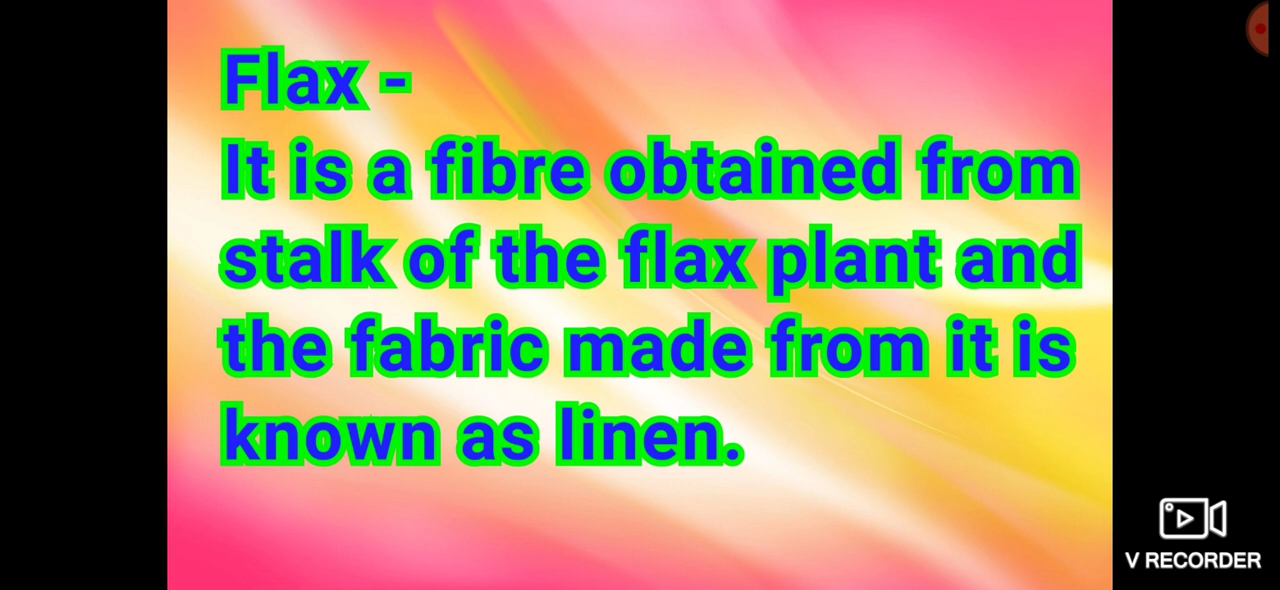 Flax -
It is a fibre obtained from
stalk of the flax plant and
the fabric made from it is
known as linen.
V RECORDER